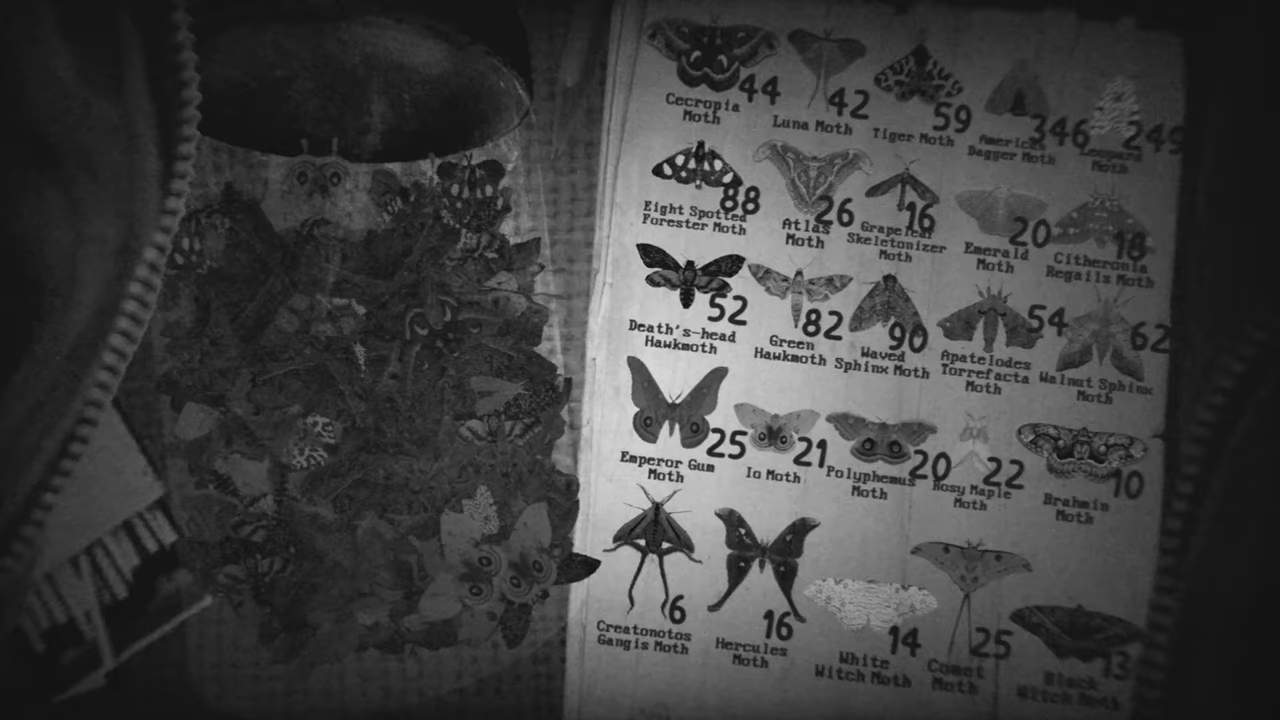 44
42
59
346
249
Cecropia
Moth
Luna Moth
Tiger Moth
Americ
Dagger Moth
Leopard
Moth
88
26
16
20
18
Eight Spotted
Forester Moth
Atlas
Moth
Grapeleaf
Skeletonizer
Moth
Emerald
Moth
Citheronia
Regails Moth
52
82
90
54
62
Death's-head
Hawkmoth
Green
Hawkmoth
Waved
Sphinx Moth
Apatelodes
Torrefacta
Moth
Walnut Sphinx
Moth
25
21
20
22
10
Emperor Gum
Moth
Io Moth
Polyphemus
Moth
Rosy Maple
Moth
Brahmin
Moth
6
16
14
25
13
Creatonotos
Gangis Moth
Hercules
Moth
White
Witch Moth
Comet
Moth
Black
Witch Moth